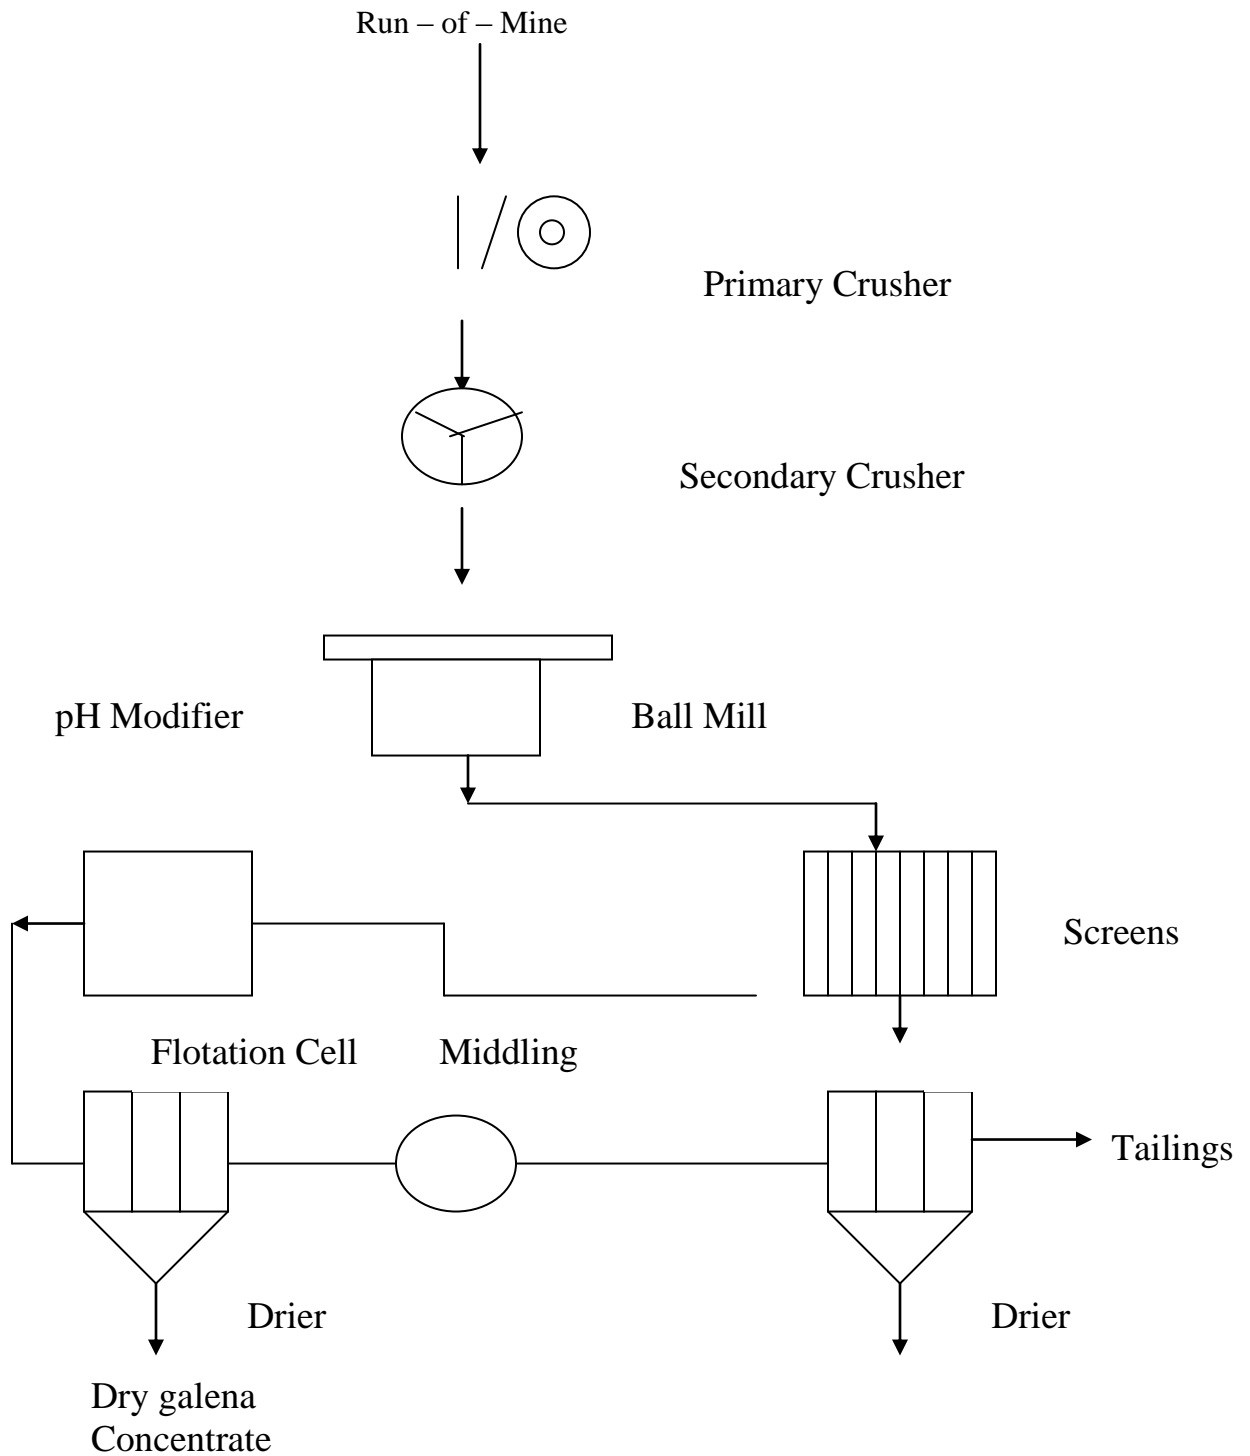 Run – of – Mine
Primary Crusher
Secondary Crusher
pH Modifier
Ball Mill
Screens
Flotation Cell
Middling
Tailings
Drier
Drier
Dry galena
Concentrate